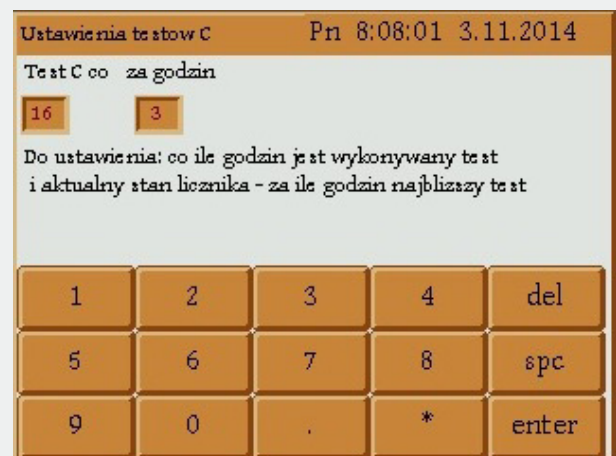 Ustawienia testow C Pn 8:08:01 3.11.2014
Test C co za godzin
16 3
Do ustawienia: co ile godzin jest wykonywany test
i aktualny stan licznika - za ile godzin najblizszy test
1 2 3 4 del
5 6 7 8 spc
9 0 . * enter